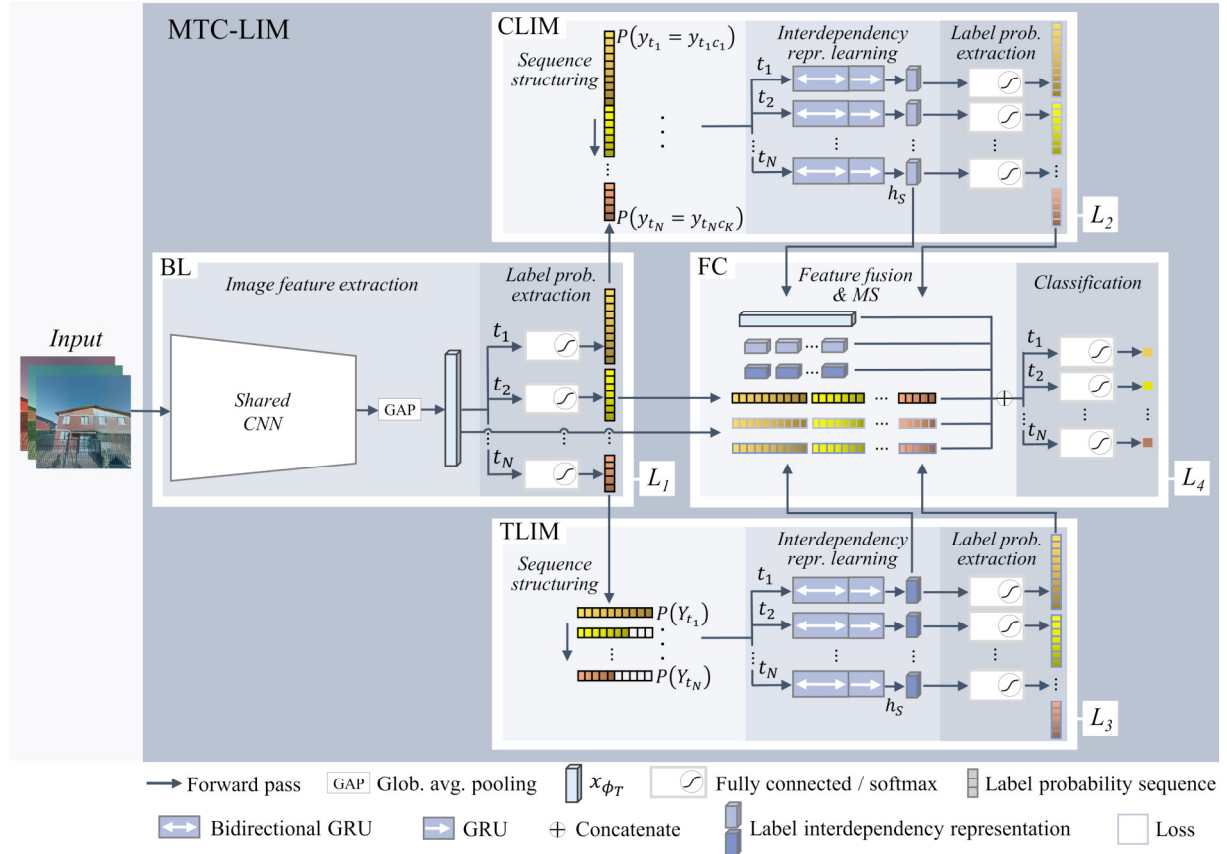 MTC-LIM
CLIM
Sequence
structuring
P(y_{t_1} = y_{t_1c_1})
⋮
P(y_{t_N} = y_{t_Nc_K})
⋮
Interdependency
repr. learning
t_1
t_2
⋮
t_N
h_S
Label prob.
extraction
⋮
L_2
Input
BL
Image feature extraction
Shared
CNN
GAP
Label prob.
extraction
t_1
t_2
⋮
t_N
L_1
FC
Feature fusion
& MS
...
...
...
...
...
Classification
t_1
t_2
⋮
t_N
L_4
TLIM
Sequence
structuring
P(Y_{t_1})
⋮
P(Y_{t_N})
Interdependency
repr. learning
t_1
t_2
⋮
t_N
h_S
Label prob.
extraction
⋮
L_3
Forward pass
GAP Glob. avg. pooling
x_{ϕ_T}
Fully connected / softmax
Label probability sequence
Bidirectional GRU
GRU
Concatenate
Label interdependency representation
Loss